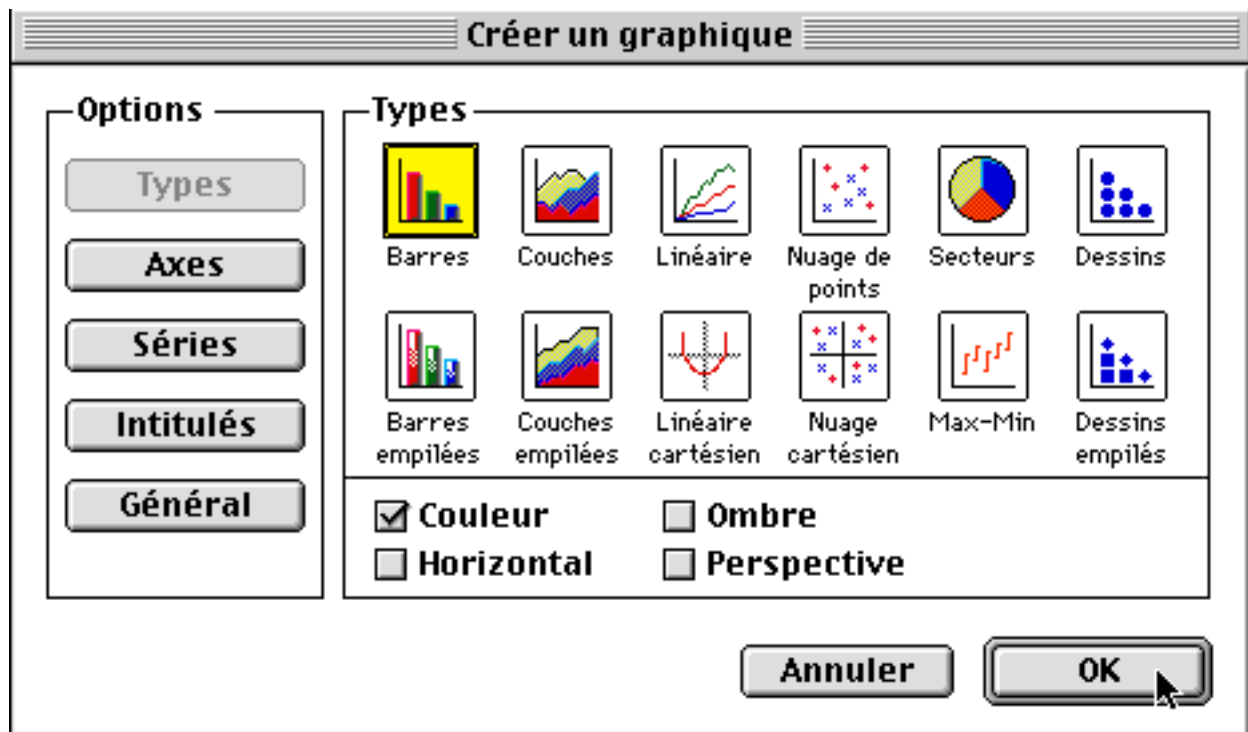 Créer un graphique
Options
Types
Axes
Séries
Intitulés
Général
Types
Barres
Couches
Linéaire
Nuage de
points
Secteurs
Dessins
Barres
empilées
Couches
empilées
Linéaire
cartésien
Nuage
cartésien
Max-Min
Dessins
empilés
Couleur
Ombre
Horizontal
Perspective
Annuler
OK